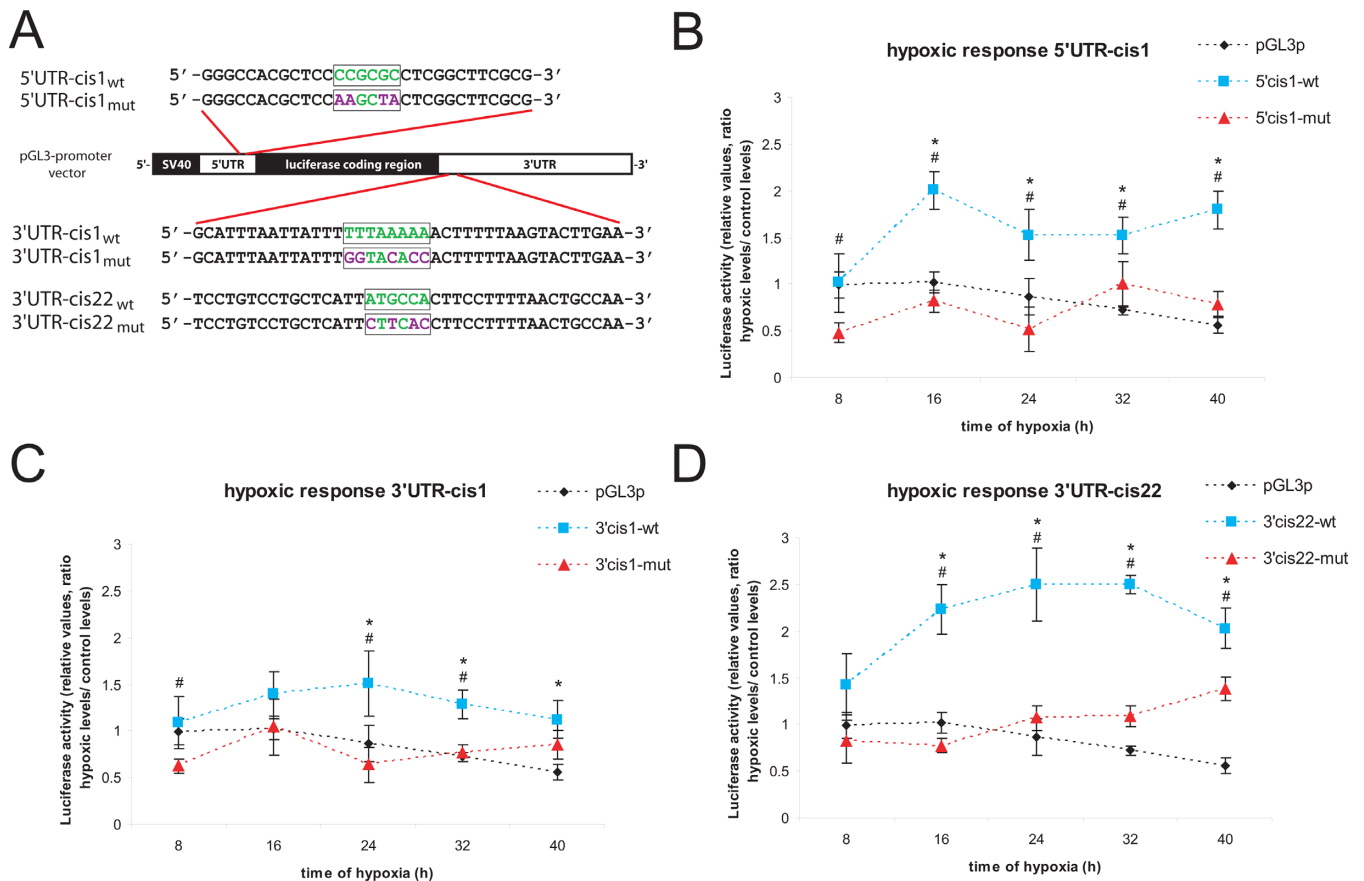 A
5'UTR-cis1wt 5’-GGGCCACGCTCCCCGCGCCTCGGCTTCGCG-3’
5'UTR-cis1mut 5’-GGGCCACGCTCCAAGCTACTCGGCTTCGCG-3’
pGL3-promoter
vector
5'- SV40 5'UTR luciferase coding region 3'UTR -3'
3'UTR-cis1wt 5’-GCATTTAATTATTTTTTAAAAAACTTTTTAAGTACTTGAA-3’
3'UTR-cis1mut 5’-GCATTTAATTATTTGGTACACCACTTTTTAAGTACTTGAA-3’
3'UTR-cis22wt 5’-TCCTGTCCTGCTCATTATGCCACTTCCTTTTAACTGCCAA-3’
3'UTR-cis22mut 5’-TCCTGTCCTGCTCATTCTTCACCTTCCTTTTAACTGCCAA-3’
B
hypoxic response 5'UTR-cis1
pGL3p
5'cis1-wt
5'cis1-mut
Luciferase activity (relative values, ratio
hypoxic levels/ control levels)
3
2.5
2
1.5
1
0.5
0
#
*
#
*
#
*
#
*
#
8 16 24 32 40
time of hypoxia (h)
C
hypoxic response 3'UTR-cis1
pGL3p
3'cis1-wt
3'cis1-mut
Luciferase activity (relative values, ratio
hypoxic levels/ control levels)
3
2.5
2
1.5
1
0.5
0
#
*
#
*
#
*
8 16 24 32 40
time of hypoxia (h)
D
hypoxic response 3'UTR-cis22
pGL3p
3'cis22-wt
3'cis22-mut
Luciferase activity (relative values, ratio
hypoxic levels/ control levels)
3
2.5
2
1.5
1
0.5
0
*
#
*
#
*
#
*
#
8 16 24 32 40
time of hypoxia (h)